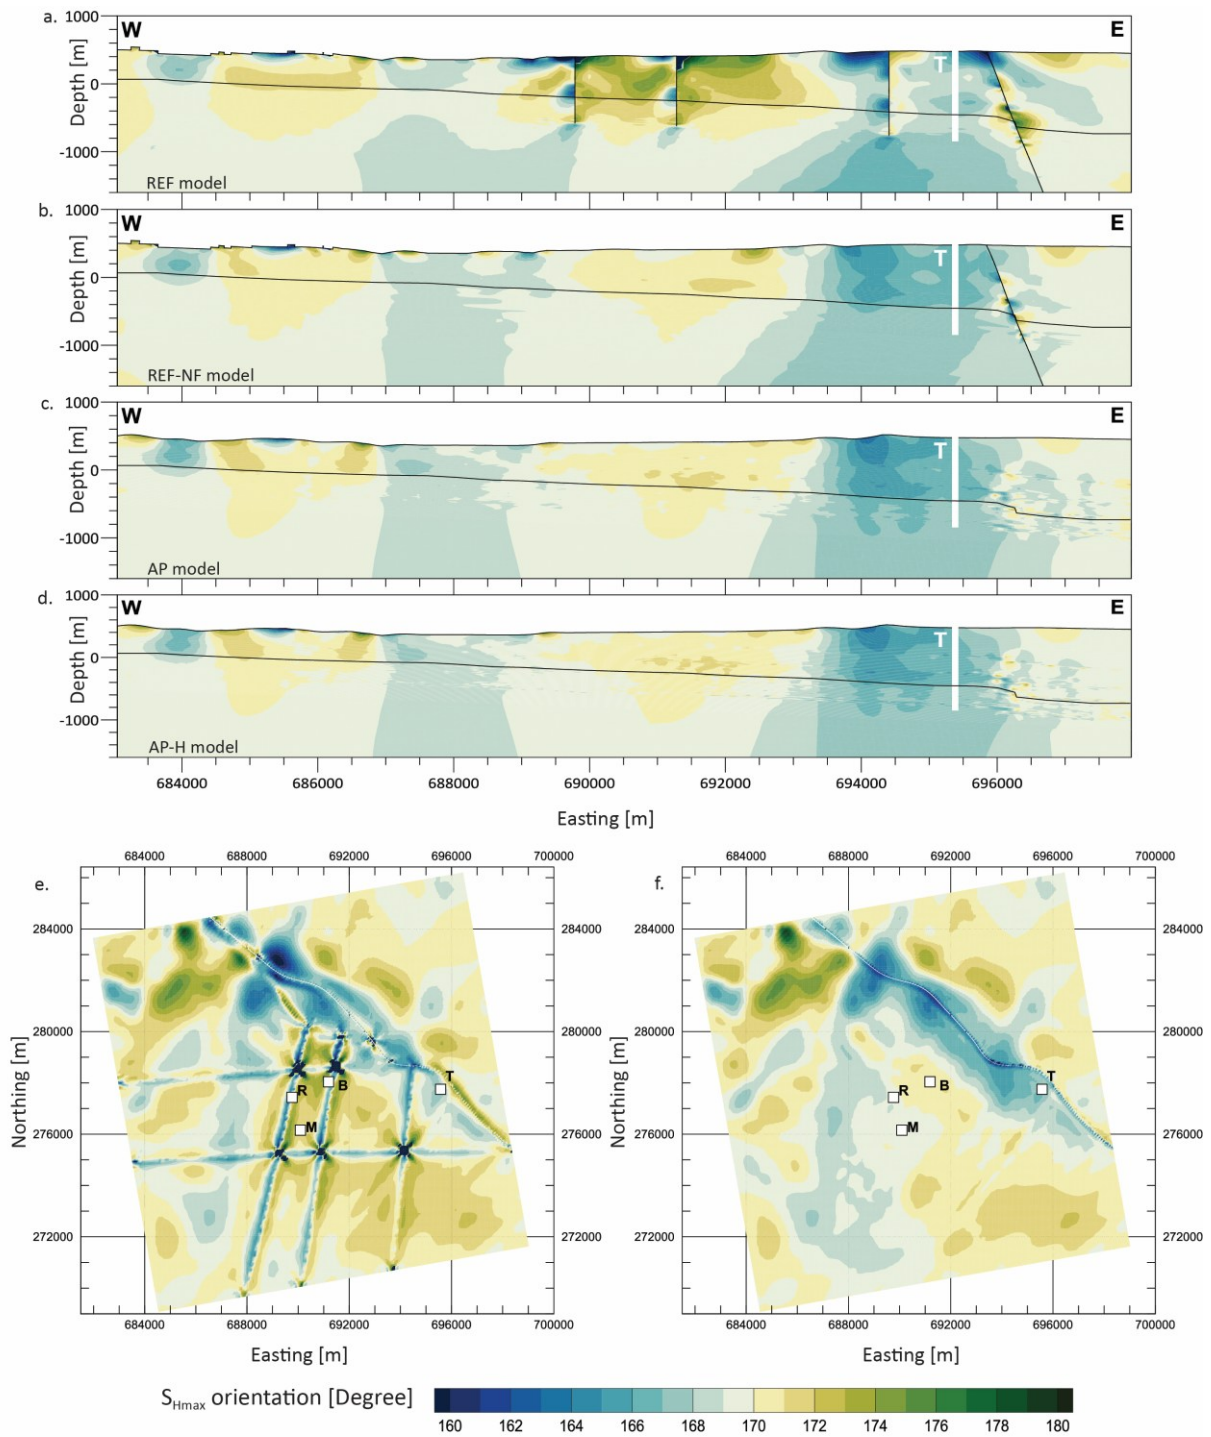 a.
1000
W
E
Depth [m]
0
T
-1000
REF model
b.
1000
W
E
Depth [m]
0
T
-1000
REF-NF model
c.
1000
W
E
Depth [m]
0
T
-1000
AP model
d.
1000
W
E
Depth [m]
0
T
-1000
AP-H model
684000 686000 688000 690000 692000 694000 696000
Easting [m]
e.
684000 688000 692000 696000 700000
284000 284000
280000 280000
276000 276000
272000 272000
Northing [m]
R
B
M
T
684000 688000 692000 696000 700000
Easting [m]
f.
684000 688000 692000 696000 700000
284000
280000
276000
272000
Northing [m]
R
B
M
T
684000 688000 692000 696000 700000
Easting [m]
SHmax orientation [Degree]
160 162 164 166 168 170 172 174 176 178 180